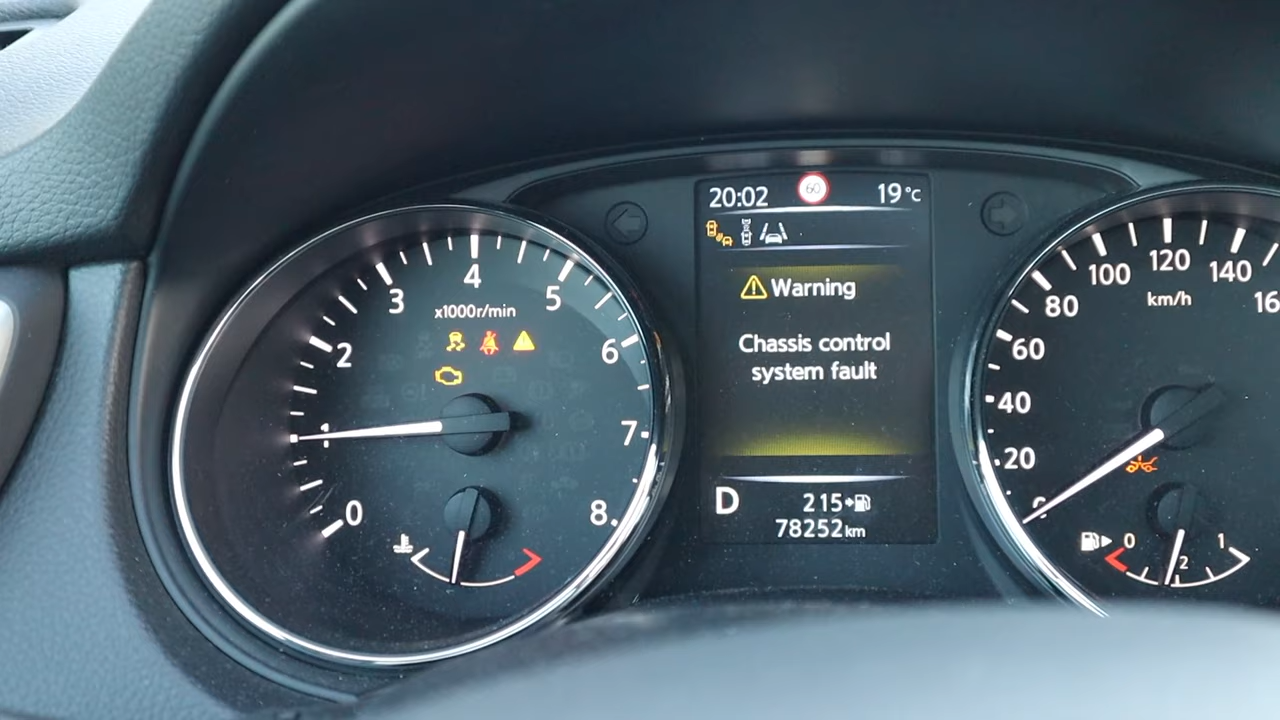 20:02 60 19°C
Warning
Chassis control
system fault
D 215
78252km
0 1 2 3 4 5 6 7 8
x1000r/min
0 20 40 60 80 100 120 140
km/h
0 1/2 1